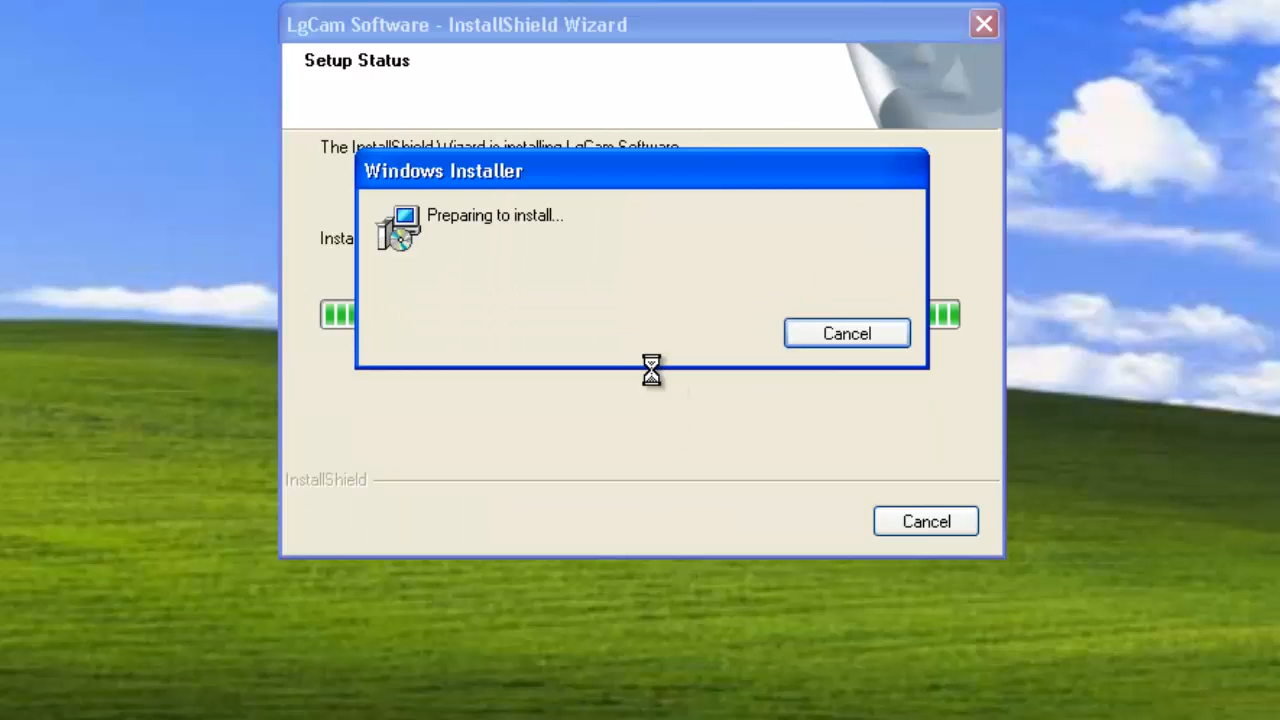 LgCam Software - InstallShield Wizard
Setup Status
The InstallShield Wizard is installing LgCam Software
Windows Installer
Preparing to install...
Insta
Cancel
InstallShield
Cancel